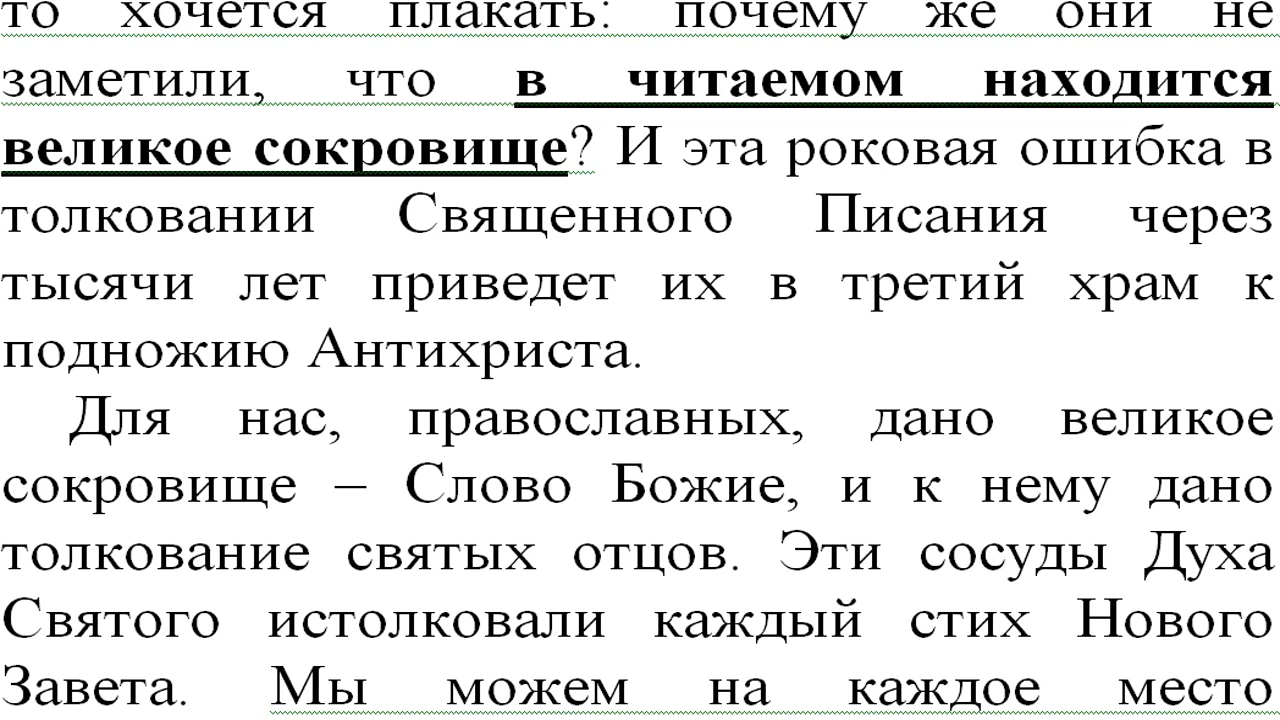 то хочется плакать: почему же они не
заметили, что в читаемом находится
великое сокровище? И эта роковая ошибка в
толковании Священного Писания через
тысячи лет приведет их в третий храм к
подножию Антихриста.
Для нас, православных, дано великое
сокровище – Слово Божие, и к нему дано
толкование святых отцов. Эти сосуды Духа
Святого истолковали каждый стих Нового
Завета. Мы можем на каждое место